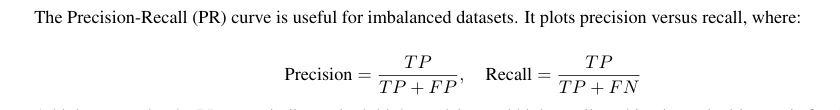 The Precision-Recall (PR) curve is useful for imbalanced datasets. It plots precision versus recall, where:
Precision = TP / (TP + FP), Recall = TP / (TP + FN)